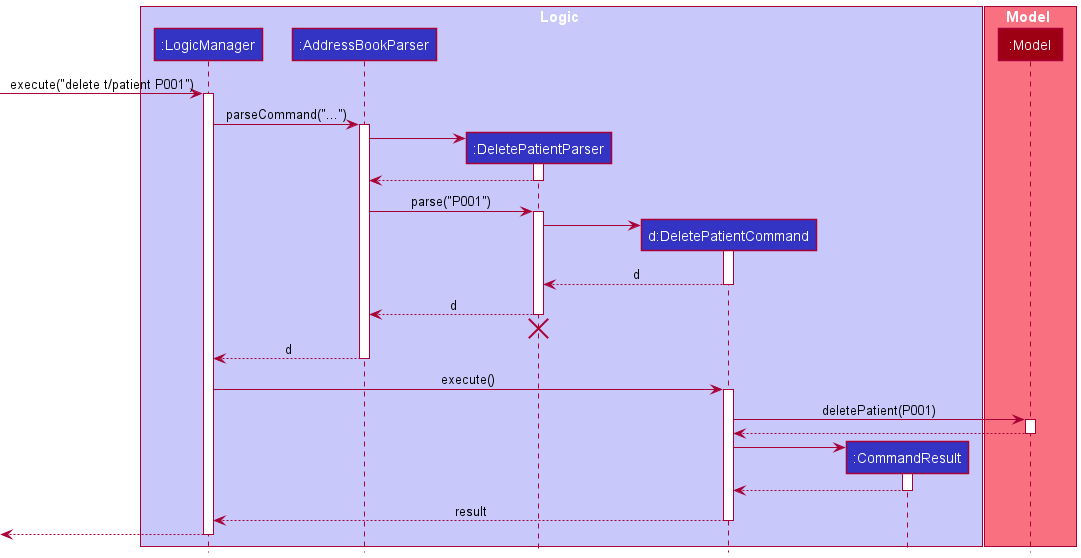 Logic
Model
:LogicManager
:AddressBookParser
:Model
execute("delete t/patient P001")
parseCommand("...")
:DeletePatientParser
parse("P001")
d:DeletePatientCommand
d
d
d
execute()
deletePatient(P001)
:CommandResult
result